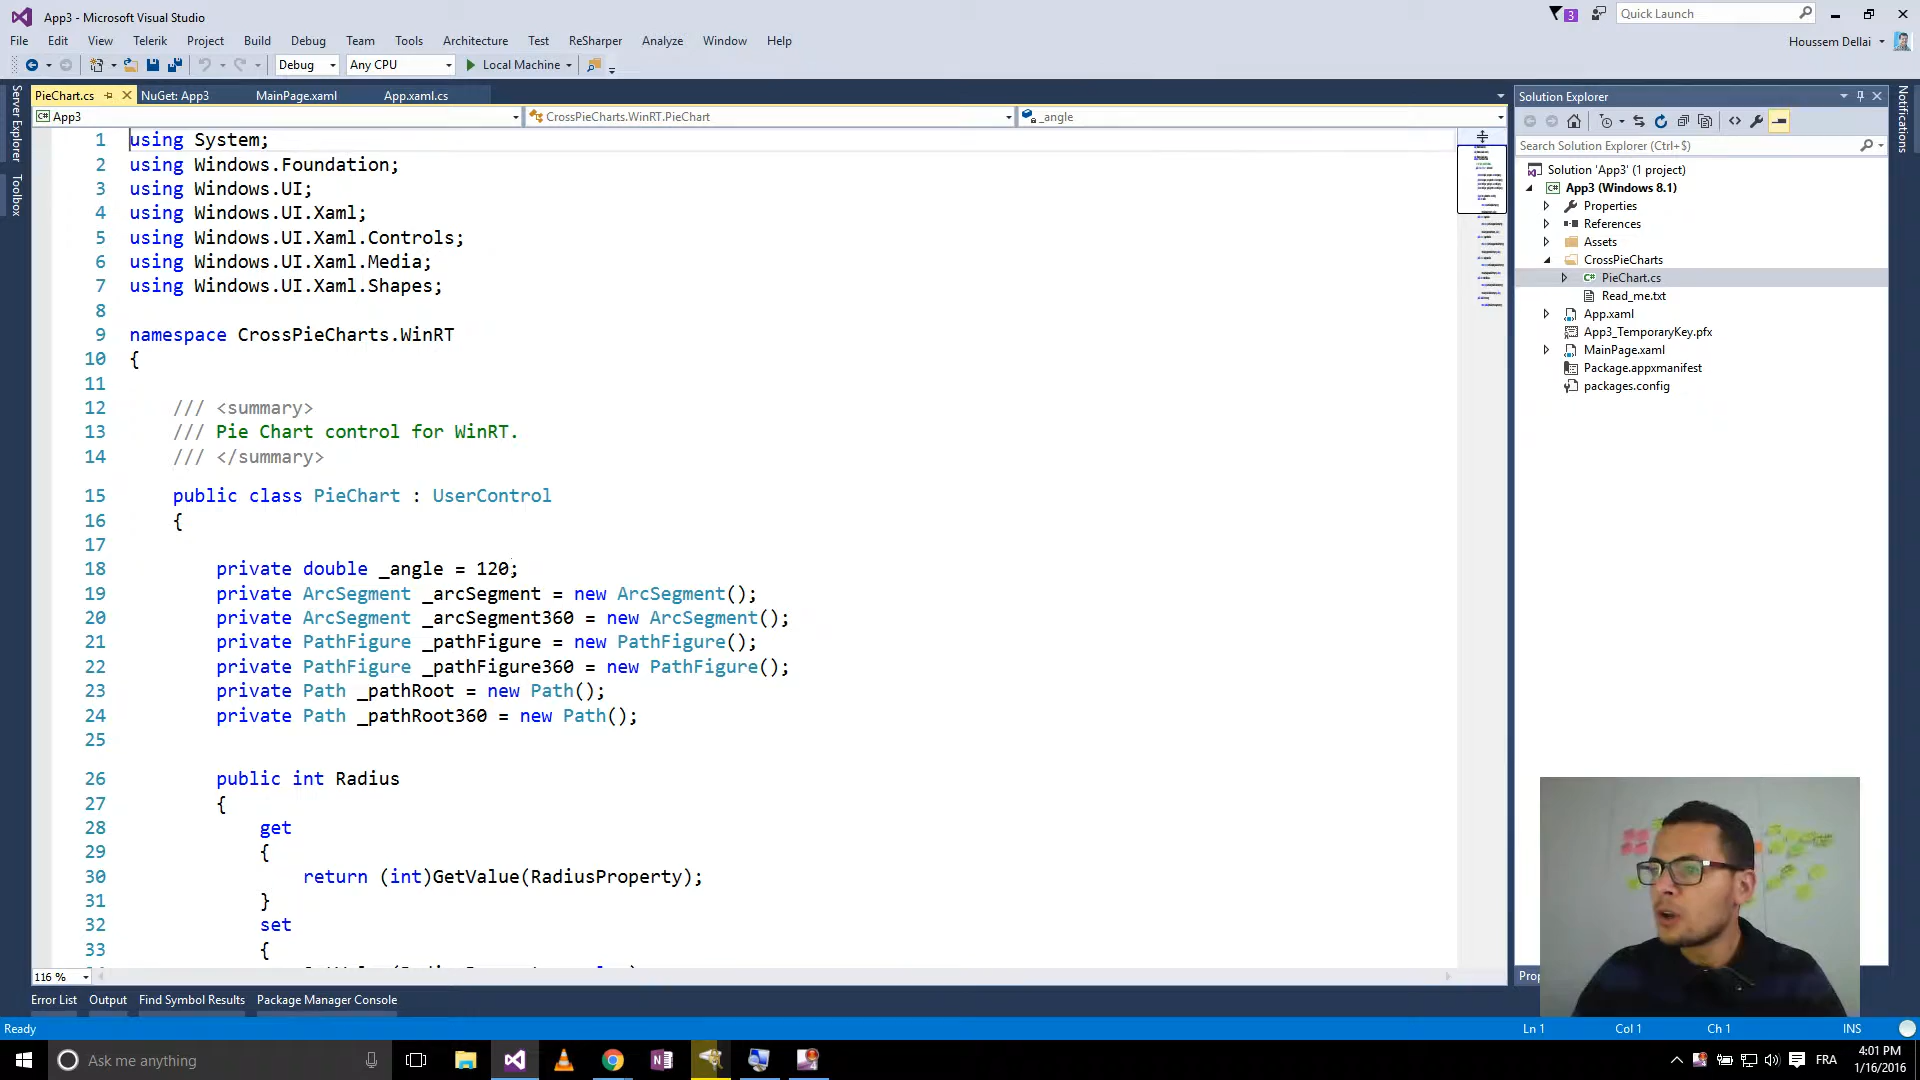 App3 - Microsoft Visual Studio
3
Quick Launch
File Edit View Telerik Project Build Debug Team Tools Architecture Test ReSharper Analyze Window Help
Houssem Dellai
Debug Any CPU Local Machine
Server Explorer
Toolbox
Notifications
PieChart.cs NuGet: App3 MainPage.xaml App.xaml.cs
App3 CrossPieCharts.WinRT.PieChart _angle
1 using System;
2 using Windows.Foundation;
3 using Windows.UI;
4 using Windows.UI.Xaml;
5 using Windows.UI.Xaml.Controls;
6 using Windows.UI.Xaml.Media;
7 using Windows.UI.Xaml.Shapes;
8
9 namespace CrossPieCharts.WinRT
10 {
11
12 /// <summary>
13 /// Pie Chart control for WinRT.
14 /// </summary>
15 public class PieChart : UserControl
16 {
17
18 private double _angle = 120;
19 private ArcSegment _arcSegment = new ArcSegment();
20 private ArcSegment _arcSegment360 = new ArcSegment();
21 private PathFigure _pathFigure = new PathFigure();
22 private PathFigure _pathFigure360 = new PathFigure();
23 private Path _pathRoot = new Path();
24 private Path _pathRoot360 = new Path();
25
26 public int Radius
27 {
28 get
29 {
30 return (int)GetValue(RadiusProperty);
31 }
32 set
33 {
116 %
Solution Explorer
Search Solution Explorer (Ctrl+$)
Solution 'App3' (1 project)
App3 (Windows 8.1)
Properties
References
Assets
CrossPieCharts
PieChart.cs
Read_me.txt
App.xaml
App3_TemporaryKey.pfx
MainPage.xaml
Package.appxmanifest
packages.config
Error List Output Find Symbol Results Package Manager Console
Ready Ln 1 Col 1 Ch 1 INS
Ask me anything
FRA
4:01 PM
1/16/2016